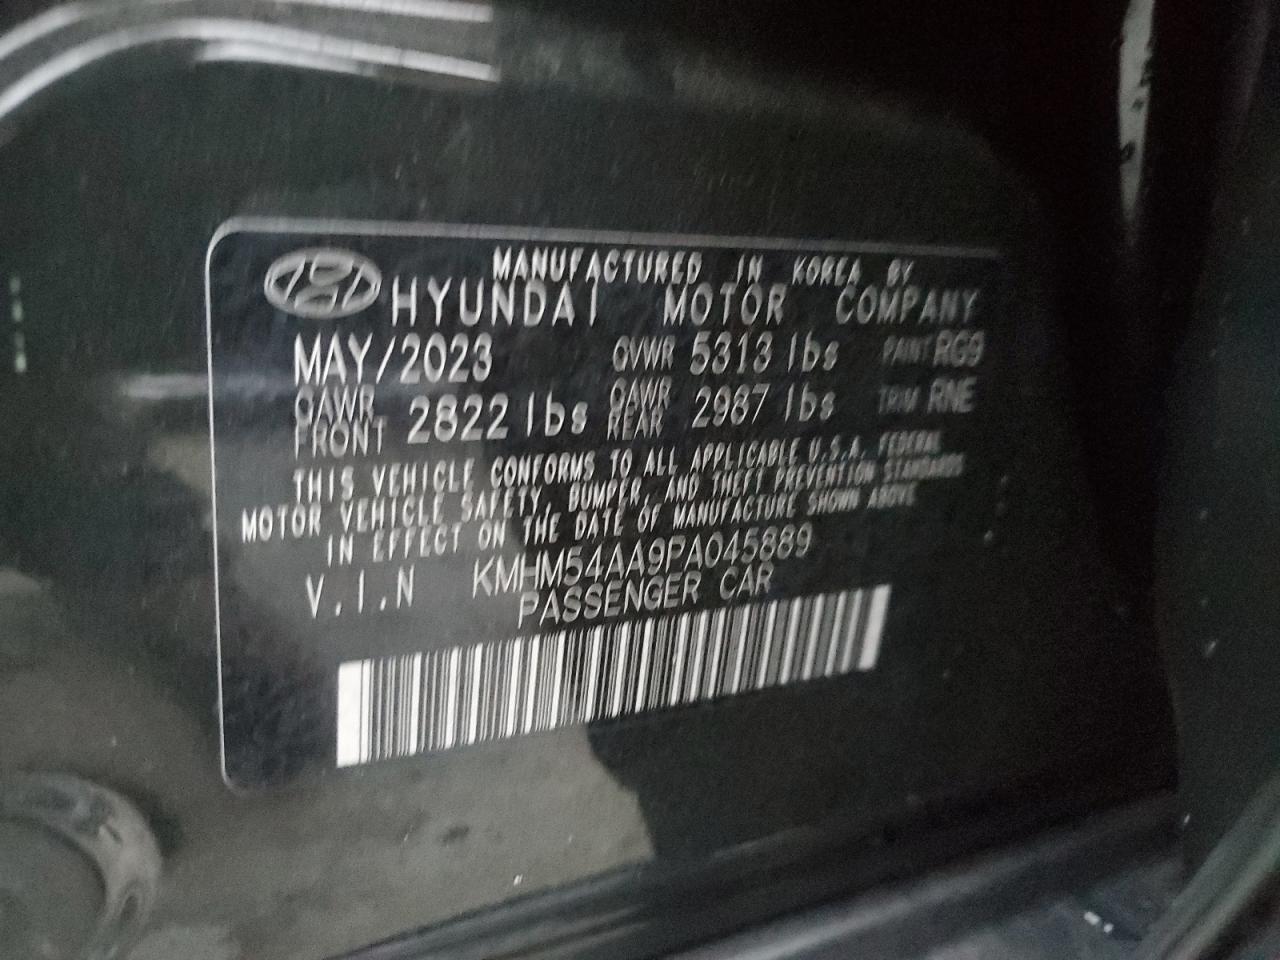 MANUFACTURED IN KOREA BY
HYUNDAI MOTOR COMPANY
MAY/2023 GVWR 5313 lbs PAINT RG9
GAWR FRONT 2822 lbs GAWR REAR 2987 lbs TRIM RNE
THIS VEHICLE CONFORMS TO ALL APPLICABLE U.S.A. FEDERAL
MOTOR VEHICLE SAFETY, BUMPER, AND THEFT PREVENTION STANDARDS
IN EFFECT ON THE DATE OF MANUFACTURE SHOWN ABOVE
V.I.N KMHM54AA9PA045889
PASSENGER CAR